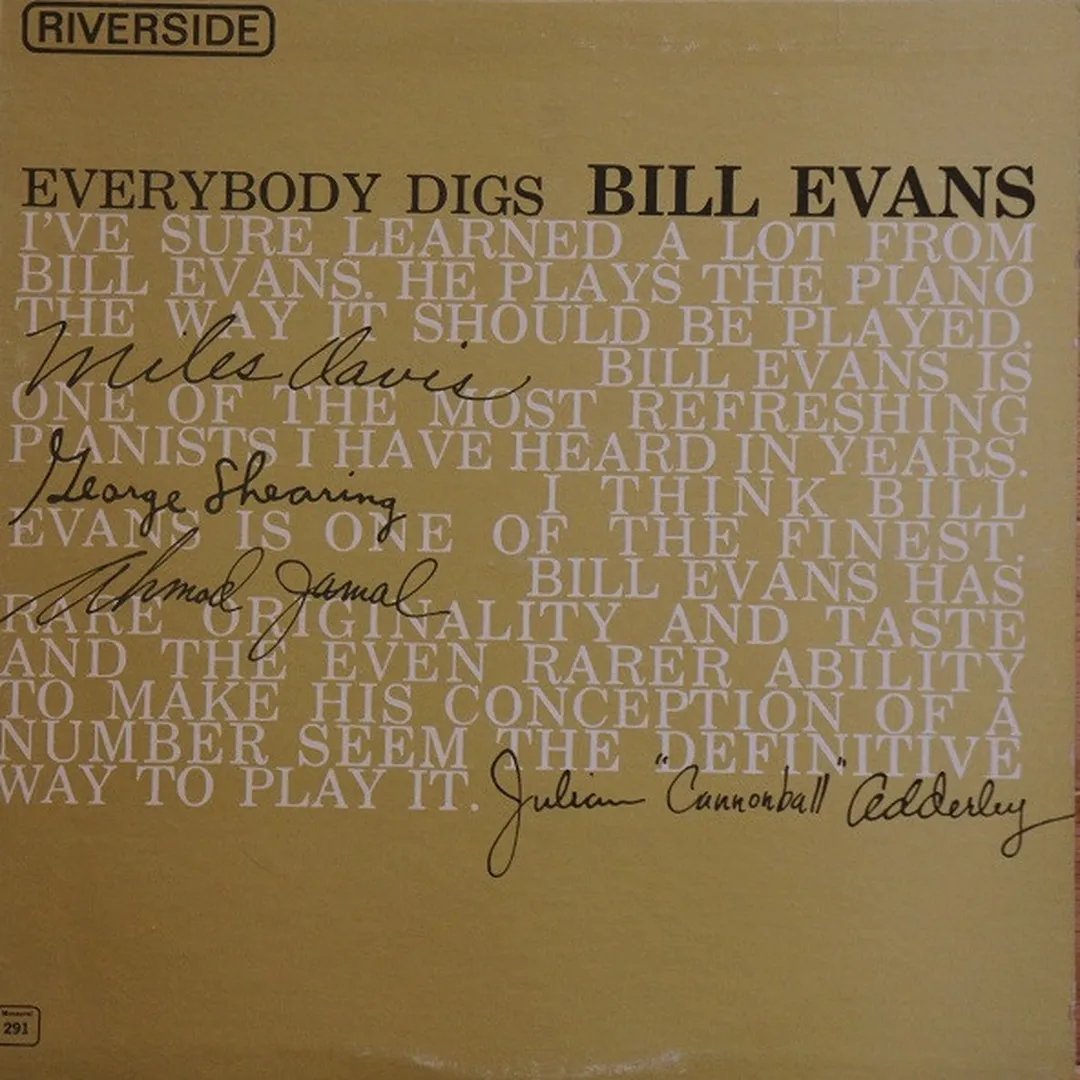 RIVERSIDE
EVERYBODY DIGS BILL EVANS
I'VE SURE LEARNED A LOT FROM
BILL EVANS. HE PLAYS THE PIANO
THE WAY IT SHOULD BE PLAYED.
Miles Davis BILL EVANS IS
ONE OF THE MOST REFRESHING
PIANISTS I HAVE HEARD IN YEARS.
George Shearing I THINK BILL
EVANS IS ONE OF THE FINEST.
Ahmad Jamal BILL EVANS HAS
RARE ORIGINALITY AND TASTE
AND THE EVEN RARER ABILITY
TO MAKE HIS CONCEPTION OF A
NUMBER SEEM THE DEFINITIVE
WAY TO PLAY IT. Julian "Cannonball" Adderley
Monaural
291